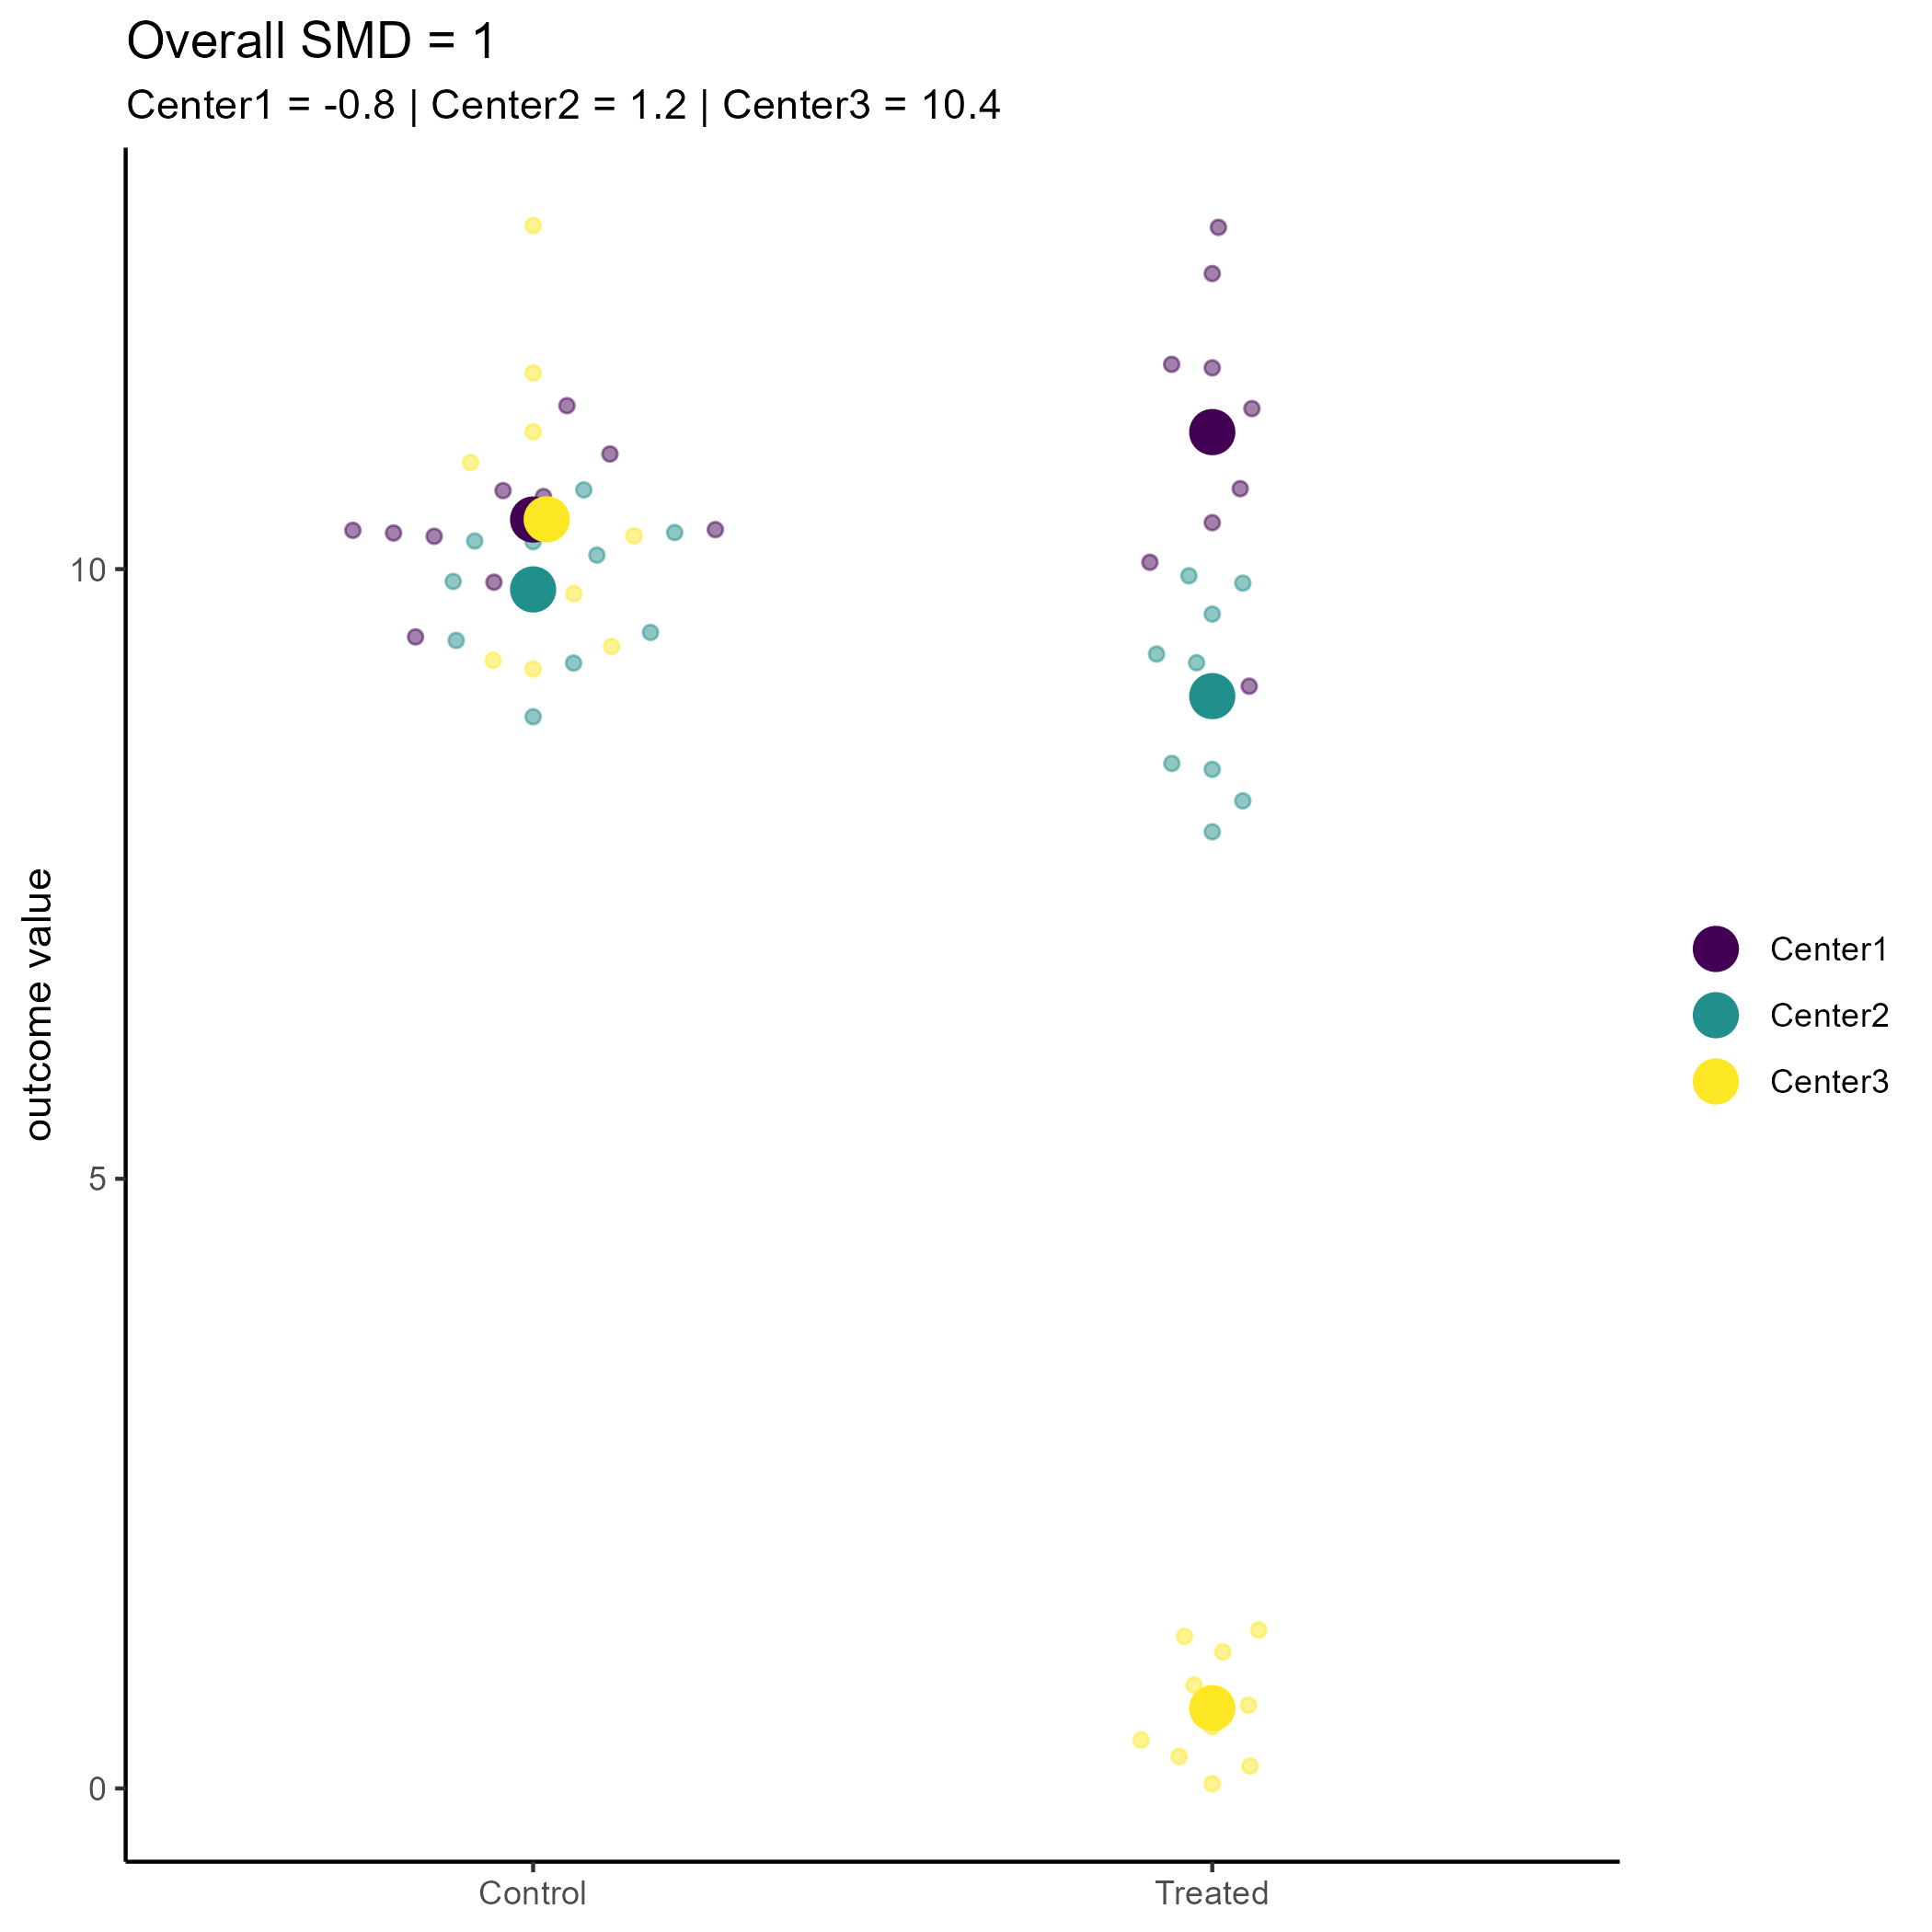 Overall SMD = 1
Center1 = -0.8 | Center2 = 1.2 | Center3 = 10.4
outcome value
10
5
0
Control
Treated
Center1
Center2
Center3